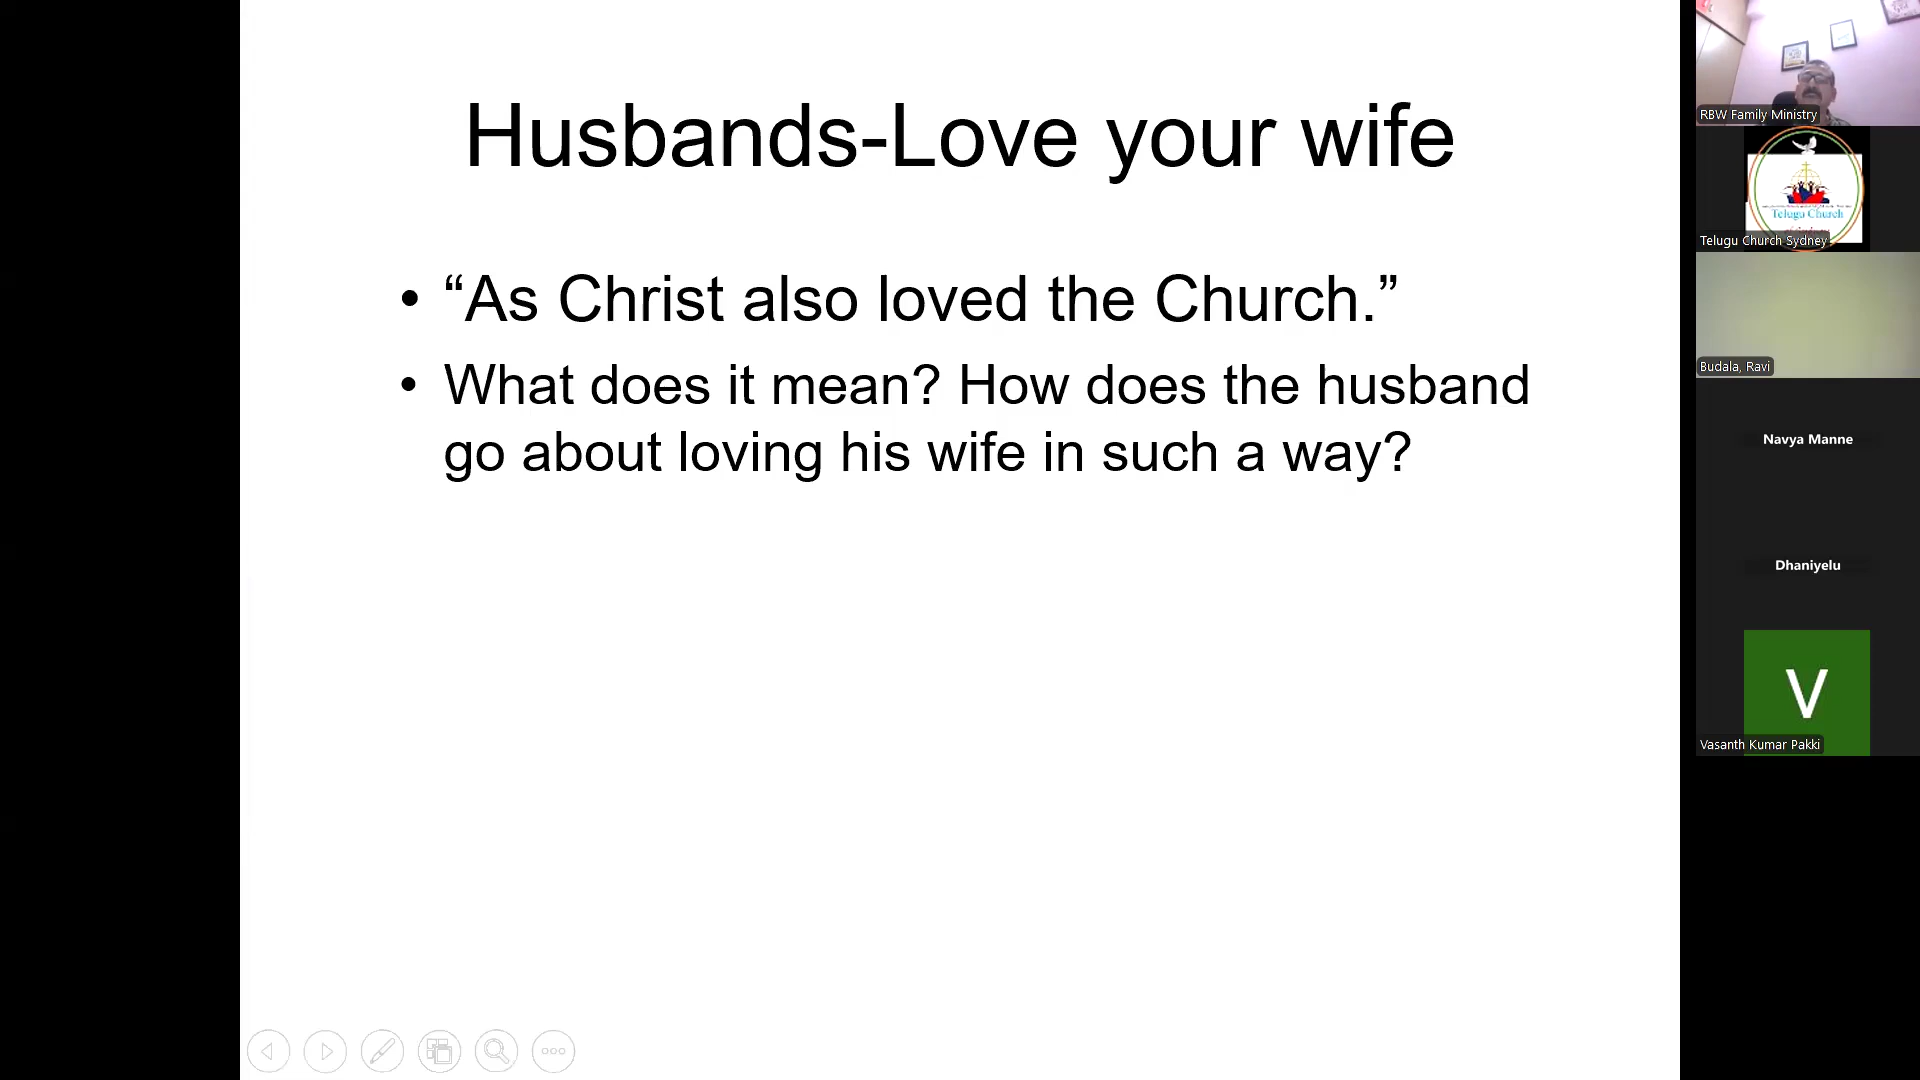 Husbands-Love your wife
• “As Christ also loved the Church.”
• What does it mean? How does the husband
go about loving his wife in such a way?
RBW Family Ministry
Telugu Church
Telugu Church Sydney
Budala, Ravi
Navya Manne
Dhaniyelu
V
Vasanth Kumar Pakki